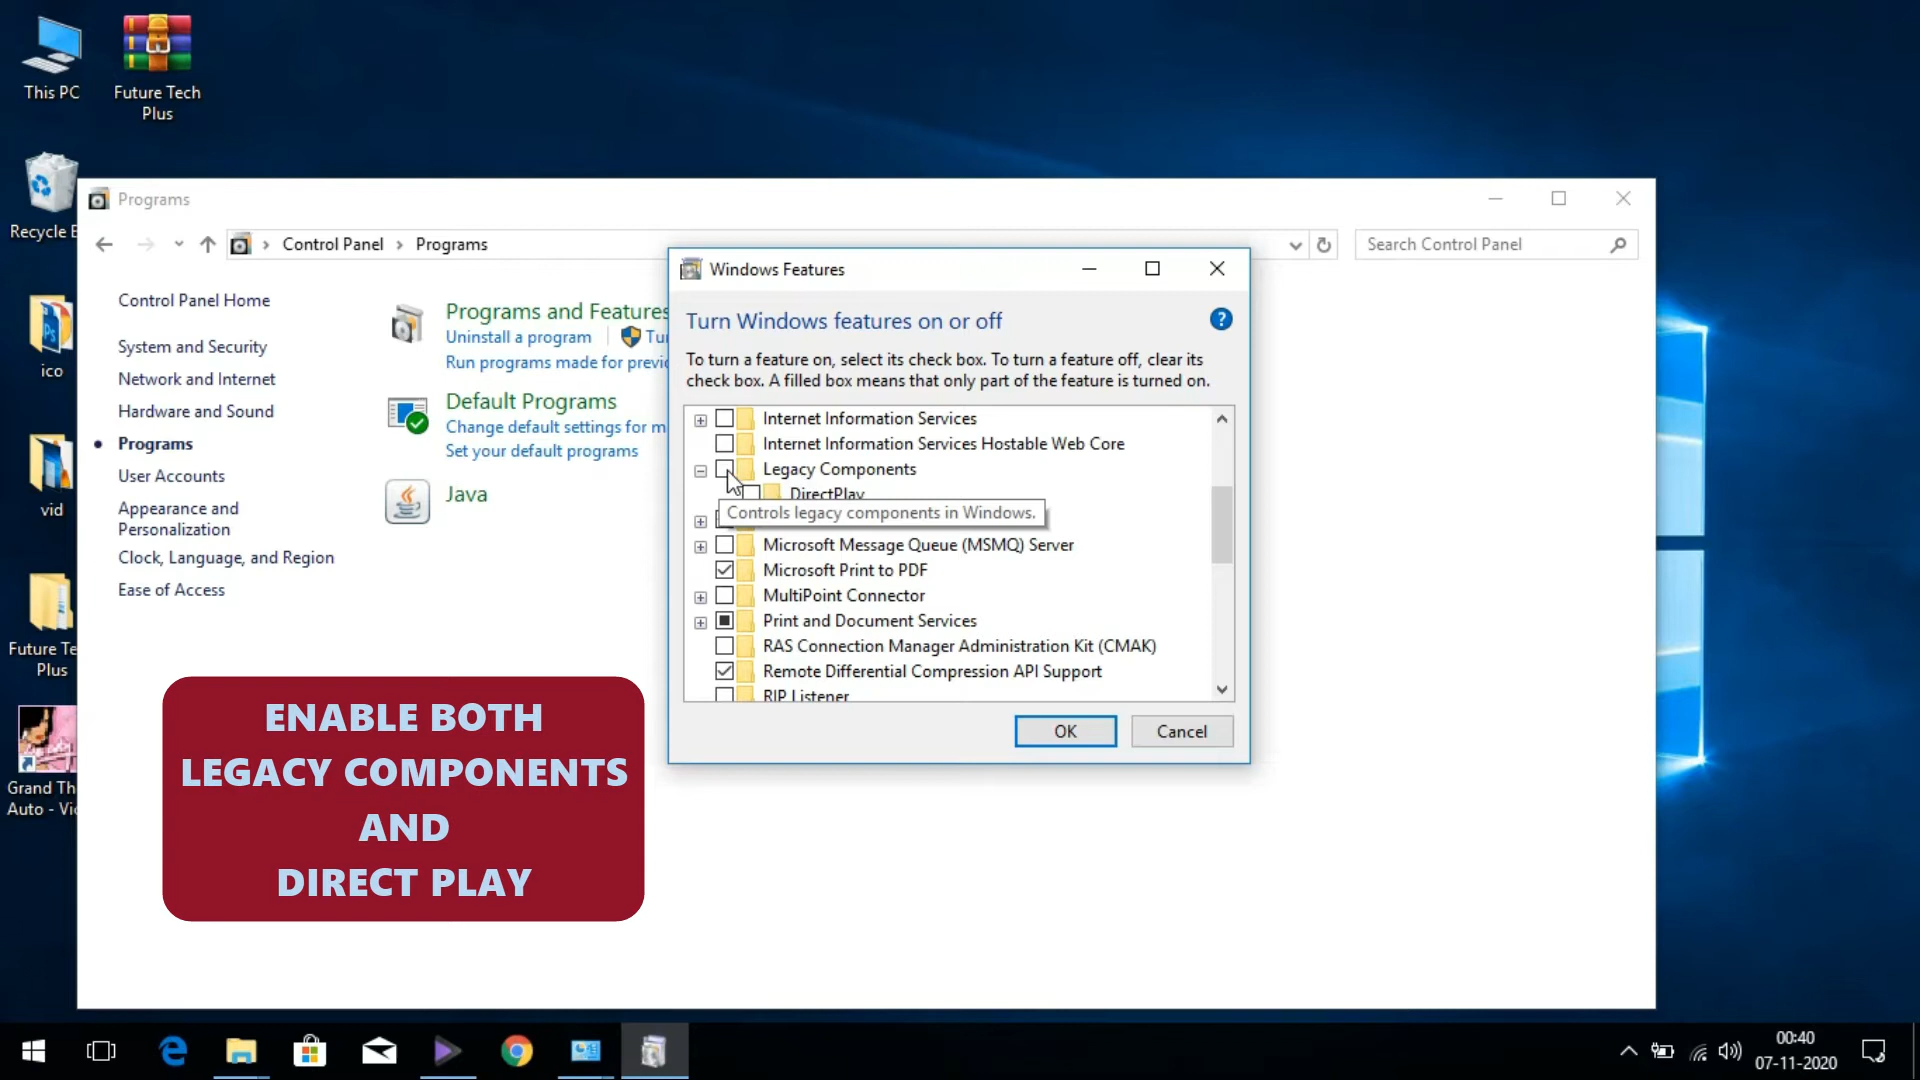 This PC
Future Tech
Plus
Recycle B
ico
vid
Future Te
Plus
Grand Th
Auto - Vic
Programs
Control Panel
Programs
Search Control Panel
Control Panel Home
System and Security
Network and Internet
Hardware and Sound
Programs
User Accounts
Appearance and
Personalization
Clock, Language, and Region
Ease of Access
Programs and Features
Uninstall a program
Tur
Run programs made for previo
Default Programs
Change default settings for m
Set your default programs
Java
Windows Features
Turn Windows features on or off
To turn a feature on, select its check box. To turn a feature off, clear its
check box. A filled box means that only part of the feature is turned on.
Internet Information Services
Internet Information Services Hostable Web Core
Legacy Components
DirectPlay
Controls legacy components in Windows.
Microsoft Message Queue (MSMQ) Server
Microsoft Print to PDF
MultiPoint Connector
Print and Document Services
RAS Connection Manager Administration Kit (CMAK)
Remote Differential Compression API Support
RIP Listener
OK
Cancel
ENABLE BOTH
LEGACY COMPONENTS
AND
DIRECT PLAY
00:40
07-11-2020